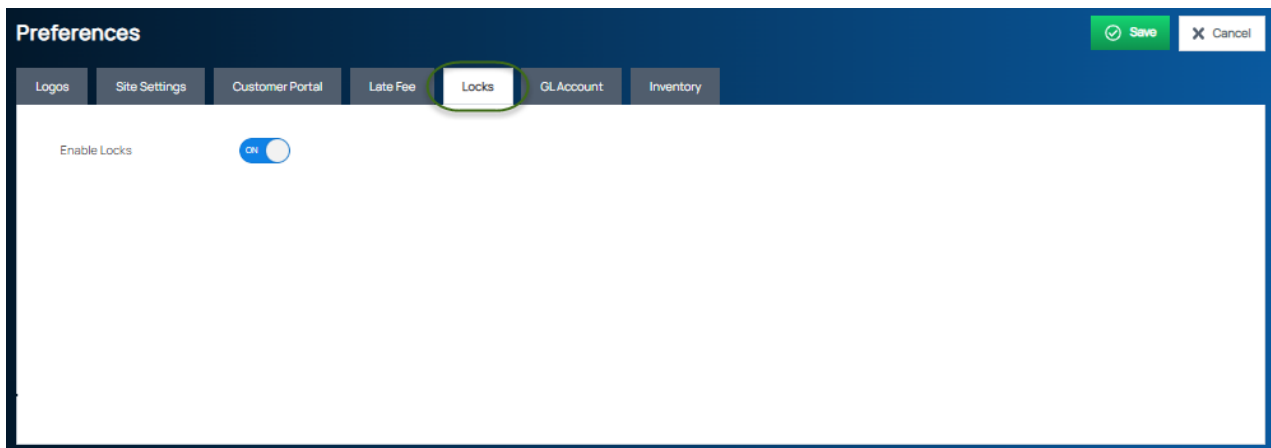 Preferences
Save
Cancel
Logos
Site Settings
Customer Portal
Late Fee
Locks
GL Account
Inventory
Enable Locks
ON